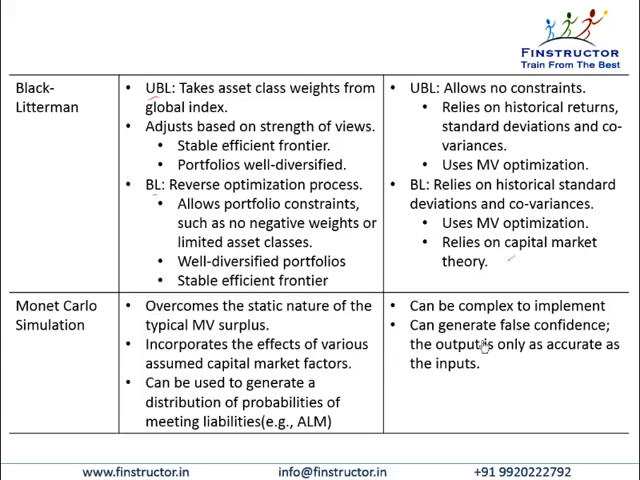 FINSTRUCTOR
Train From The Best
Black-
Litterman
• UBL: Takes asset class weights from
global index.
• Adjusts based on strength of views.
• Stable efficient frontier.
• Portfolios well-diversified.
• BL: Reverse optimization process.
• Allows portfolio constraints,
such as no negative weights or
limited asset classes.
• Well-diversified portfolios
• Stable efficient frontier
• UBL: Allows no constraints.
• Relies on historical returns,
standard deviations and co-
variances.
• Uses MV optimization.
• BL: Relies on historical standard
deviations and co-variances.
• Uses MV optimization.
• Relies on capital market
theory.
Monet Carlo
Simulation
• Overcomes the static nature of the
typical MV surplus.
• Incorporates the effects of various
assumed capital market factors.
• Can be used to generate a
distribution of probabilities of
meeting liabilities(e.g., ALM)
• Can be complex to implement
• Can generate false confidence;
the output is only as accurate as
the inputs.
www.finstructor.in
info@finstructor.in
+91 9920222792